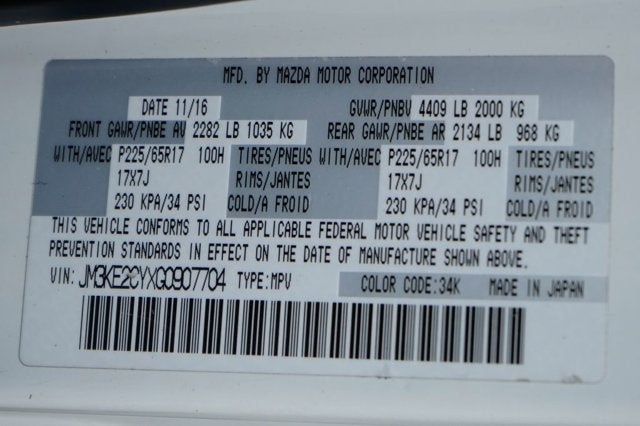 MFD. BY MAZDA MOTOR CORPORATION
DATE 11/16 GVWR/PNBV 4409 LB 2000 KG
FRONT GAWR/PNBE AV 2282 LB 1035 KG REAR GAWR/PNBE AR 2134 LB 968 KG
WITH/AVEC P225/65R17 100H TIRES/PNEUS WITH/AVEC P225/65R17 100H TIRES/PNEUS
17X7J RIMS/JANTES 17X7J RIMS/JANTES
230 KPA/34 PSI COLD/A FROID 230 KPA/34 PSI COLD/A FROID
THIS VEHICLE CONFORMS TO ALL APPLICABLE FEDERAL MOTOR VEHICLE SAFETY AND THEFT
PREVENTION STANDARDS IN EFFECT ON THE DATE OF MANUFACTURE SHOWN ABOVE.
VIN: JM3KE2CYXG0907704 TYPE:MPV COLOR CODE:34K MADE IN JAPAN